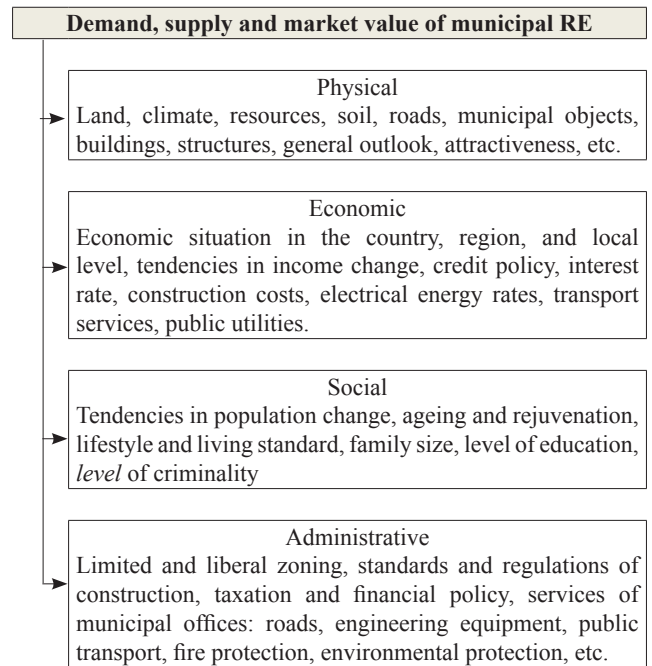 Demand, supply and market value of municipal RE
Physical
Land, climate, resources, soil, roads, municipal objects,
buildings, structures, general outlook, attractiveness, etc.
Economic
Economic situation in the country, region, and local
level, tendencies in income change, credit policy, interest
rate, construction costs, electrical energy rates, transport
services, public utilities.
Social
Tendencies in population change, ageing and rejuvenation,
lifestyle and living standard, family size, level of education,
level of criminality
Administrative
Limited and liberal zoning, standards and regulations of
construction, taxation and financial policy, services of
municipal offices: roads, engineering equipment, public
transport, fire protection, environmental protection, etc.